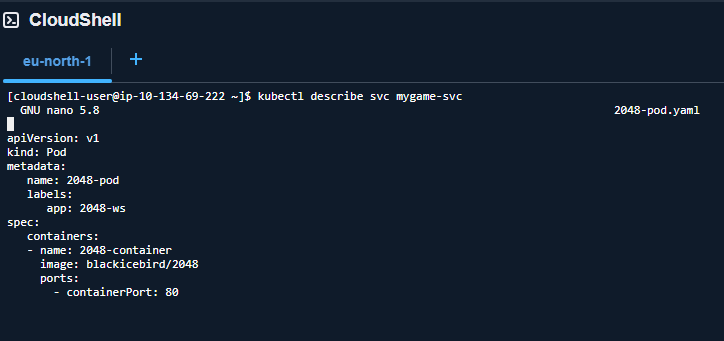 CloudShell
eu-north-1 +
[cloudshell-user@ip-10-134-69-222 ~]$ kubectl describe svc mygame-svc
  GNU nano 5.8 2048-pod.yaml
apiVersion: v1
kind: Pod
metadata:
   name: 2048-pod
   labels:
      app: 2048-ws
spec:
   containers:
   - name: 2048-container
     image: blackicebird/2048
     ports:
       - containerPort: 80